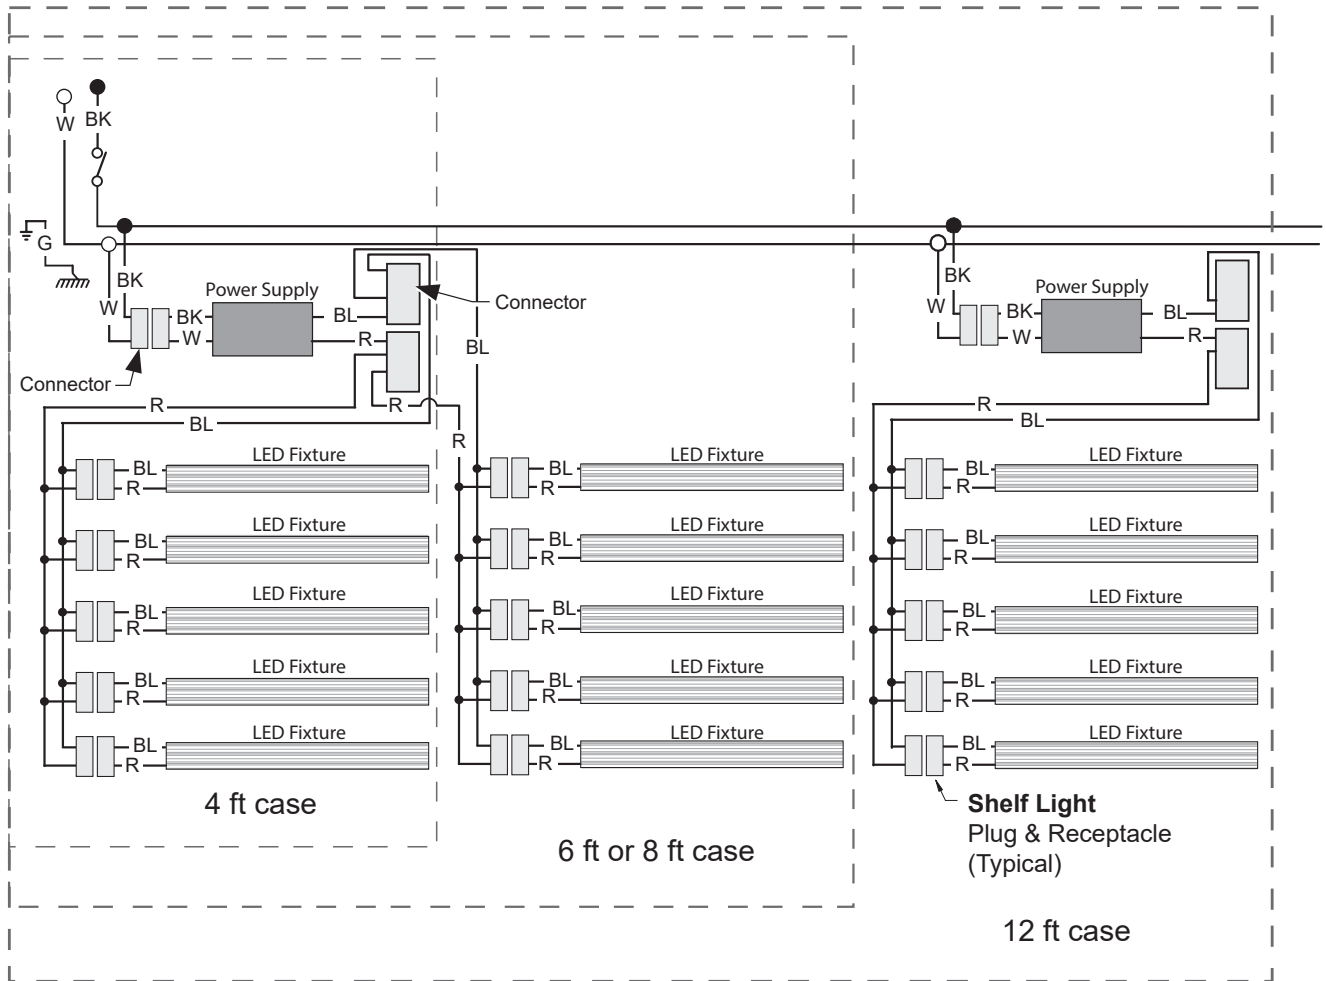 W
BK
G
BK
W
BK
W
Power Supply
BL
R
Connector
BL
Connector
R
R
BL
R
BK
W
BK
W
Power Supply
BL
R
R
BL
LED Fixture
BL
R
LED Fixture
BL
R
LED Fixture
BL
R
LED Fixture
BL
R
LED Fixture
BL
R
4 ft case
LED Fixture
BL
R
LED Fixture
BL
R
LED Fixture
BL
R
LED Fixture
BL
R
LED Fixture
BL
R
6 ft or 8 ft case
LED Fixture
BL
R
LED Fixture
BL
R
LED Fixture
BL
R
LED Fixture
BL
R
LED Fixture
BL
R
Shelf Light
Plug & Receptacle
(Typical)
12 ft case